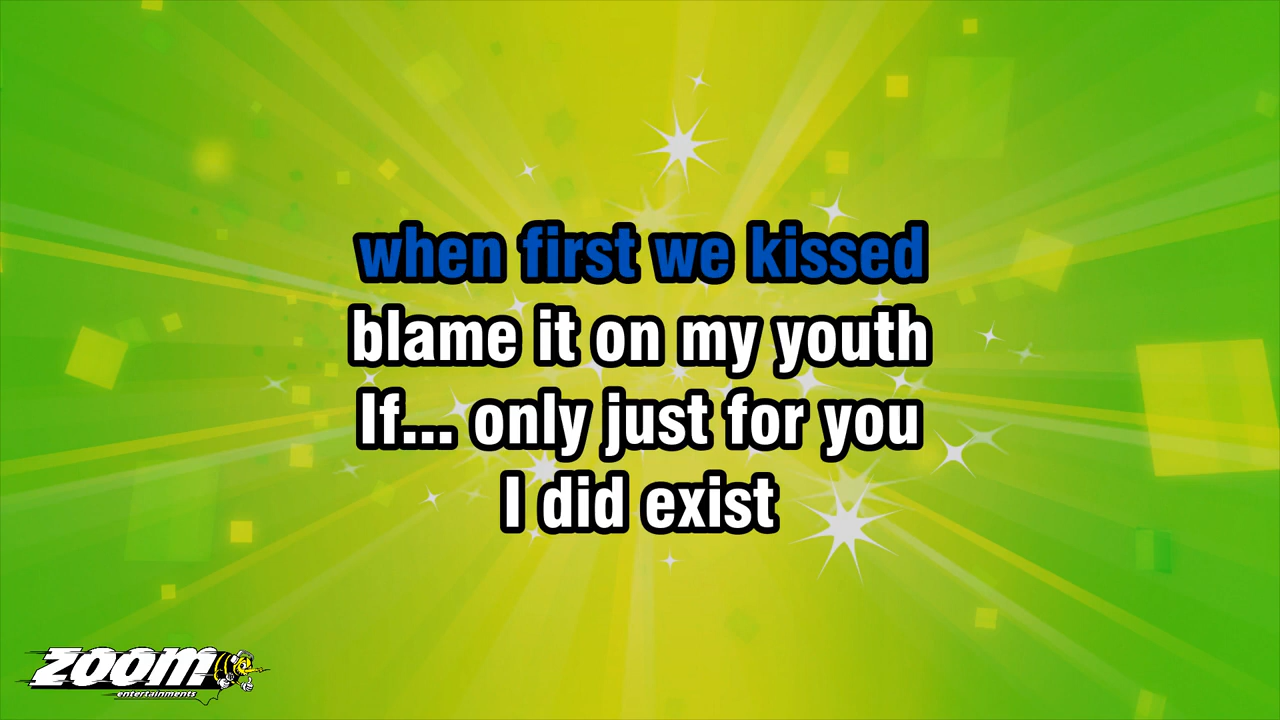 when first we kissed
blame it on my youth
If... only just for you
I did exist
ZOOM
entertainments